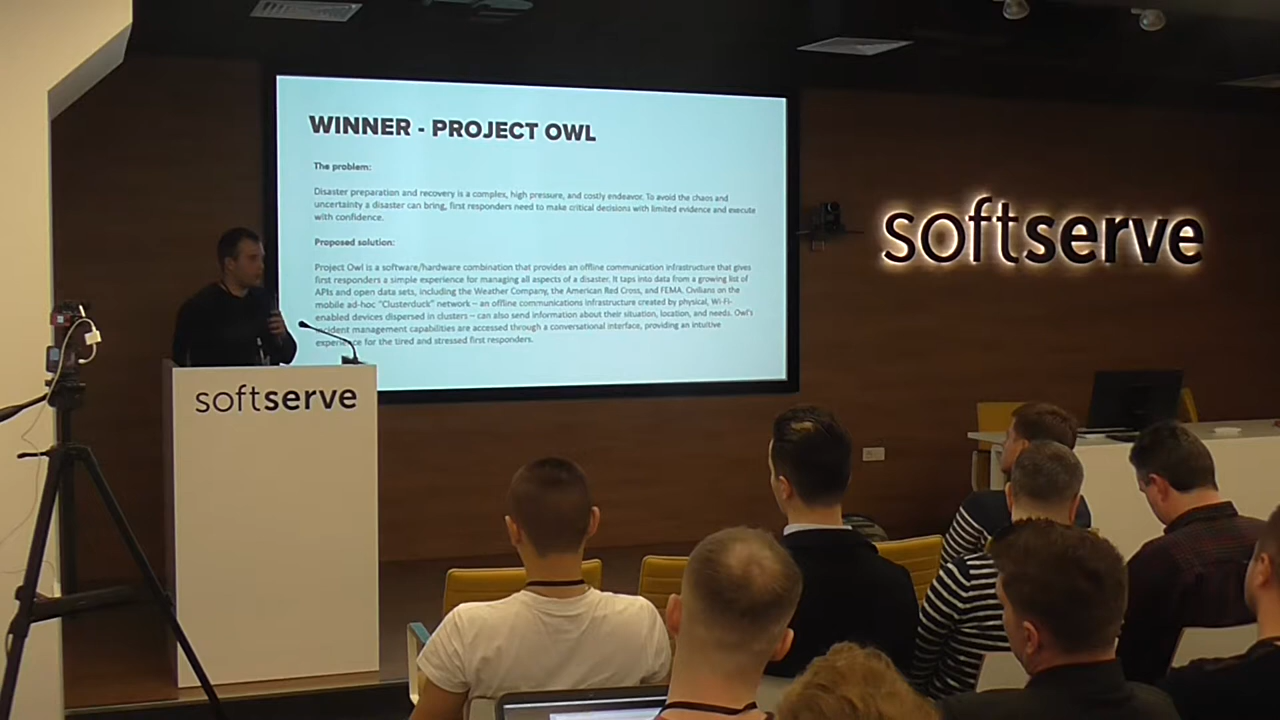 WINNER - PROJECT OWL
The problem:
Disaster preparation and recovery is a complex, high pressure, and costly endeavor. To avoid the chaos and
uncertainty a disaster can bring, first responders need to make critical decisions with limited evidence and execute
with confidence.
Proposed solution:
Project Owl is a software/hardware combination that provides an offline communication infrastructure that gives
first responders a simple experience for managing all aspects of a disaster. It taps into data from a growing list of
APIs and open data sets, including the Weather Company, the American Red Cross, and FEMA. Civilians on the
mobile ad-hoc "Clusterduck" network – an offline communications infrastructure created by physical, Wi-Fi-
enabled devices dispersed in clusters – can also send information about their situation, location, and needs. Owl's
incident management capabilities are accessed through a conversational interface, providing an intuitive
experience for the tired and stressed first responders.
softserve
softserve